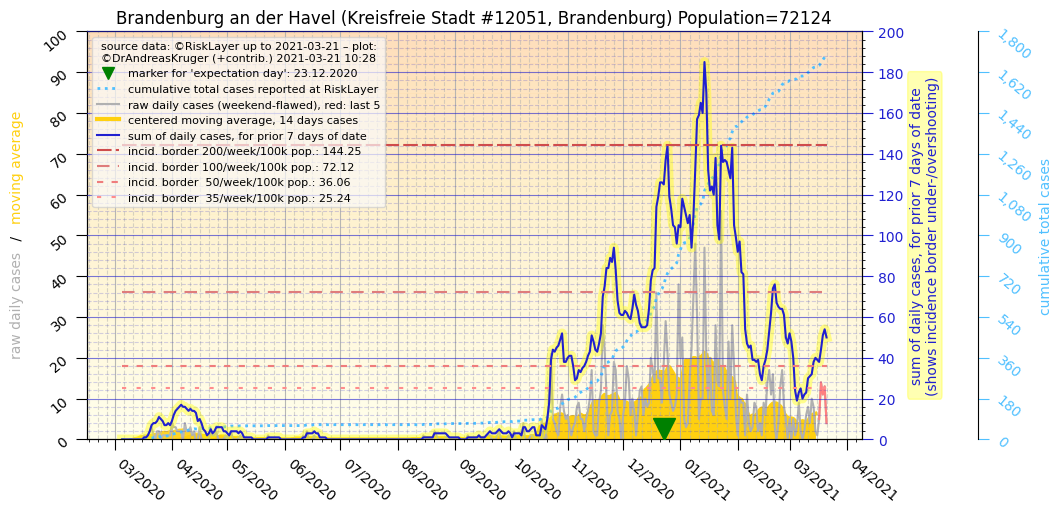 Brandenburg an der Havel (Kreisfreie Stadt #12051, Brandenburg) Population=72124
source data: ©RiskLayer up to 2021-03-21 – plot:
©DrAndreasKruger (+contrib.) 2021-03-21 10:28
marker for 'expectation day': 23.12.2020
cumulative total cases reported at RiskLayer
raw daily cases (weekend-flawed), red: last 5
centered moving average, 14 days cases
sum of daily cases, for prior 7 days of date
incid. border 200/week/100k pop.: 144.25
incid. border 100/week/100k pop.: 72.12
incid. border  50/week/100k pop.: 36.06
incid. border  35/week/100k pop.: 25.24
raw daily cases / moving average
100
90
80
70
60
50
40
30
20
10
0
03/2020
04/2020
05/2020
06/2020
07/2020
08/2020
09/2020
10/2020
11/2020
12/2020
01/2021
02/2021
03/2021
04/2021
200
180
160
140
120
100
80
60
40
20
0
sum of daily cases, for prior 7 days of date
(shows incidence border under-/overshooting)
1,800
1,620
1,440
1,260
1,080
900
720
540
360
180
0
cumulative total cases